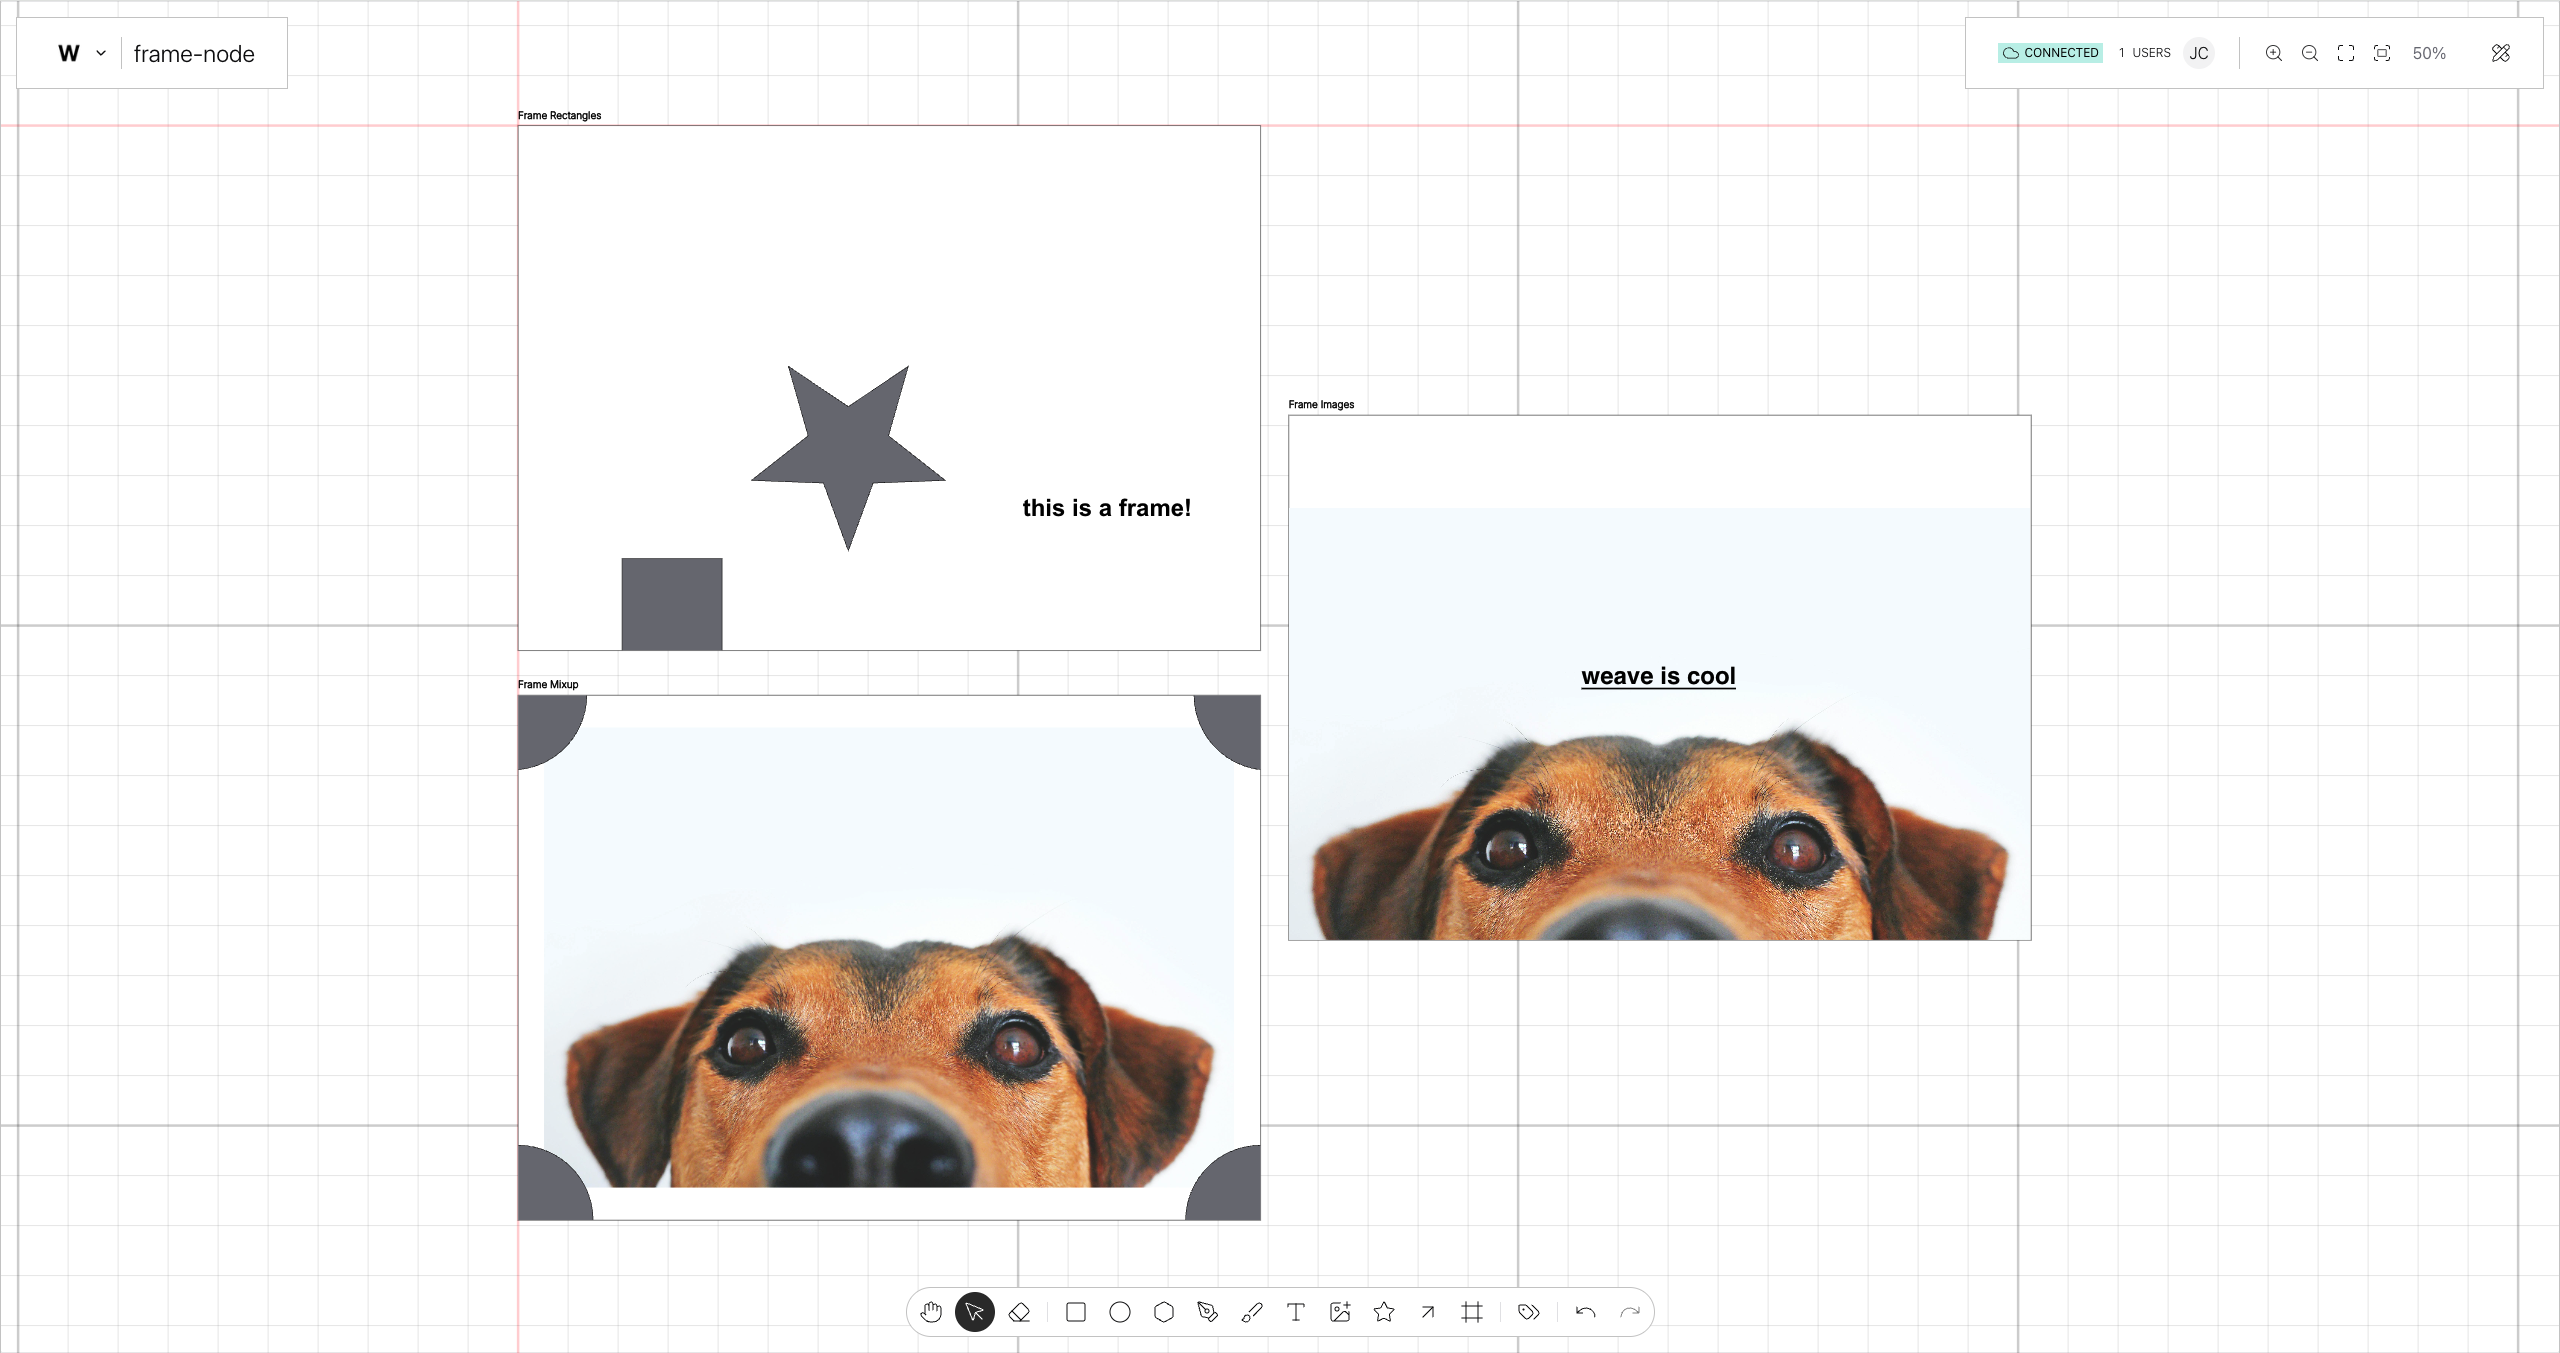 W
frame-node
CONNECTED
1 USERS
JC
50%
Frame Rectangles
this is a frame!
Frame Images
weave is cool
Frame Mixup